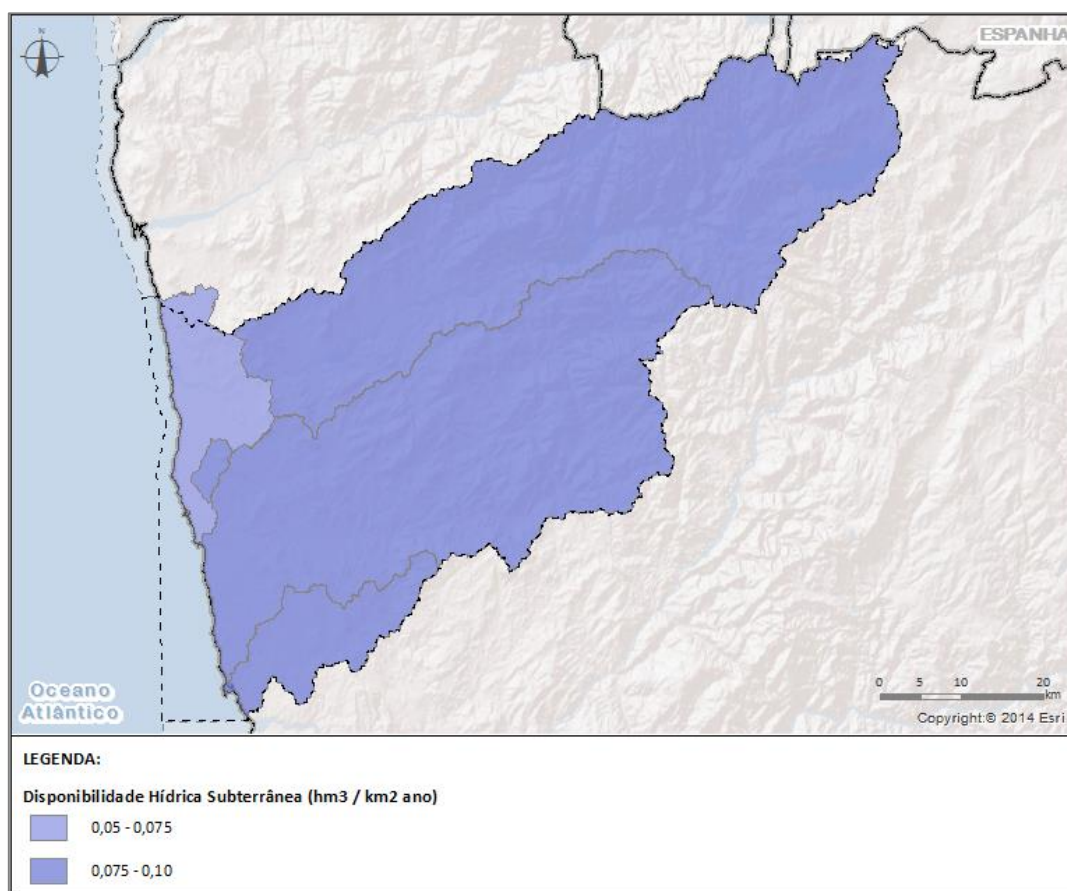 N
ESPANHA
Oceano
Atlântico
0 5 10 20
km
Copyright:© 2014 Esri
LEGENDA:
Disponibilidade Hídrica Subterrânea (hm3 / km2 ano)
0,05 - 0,075
0,075 - 0,10